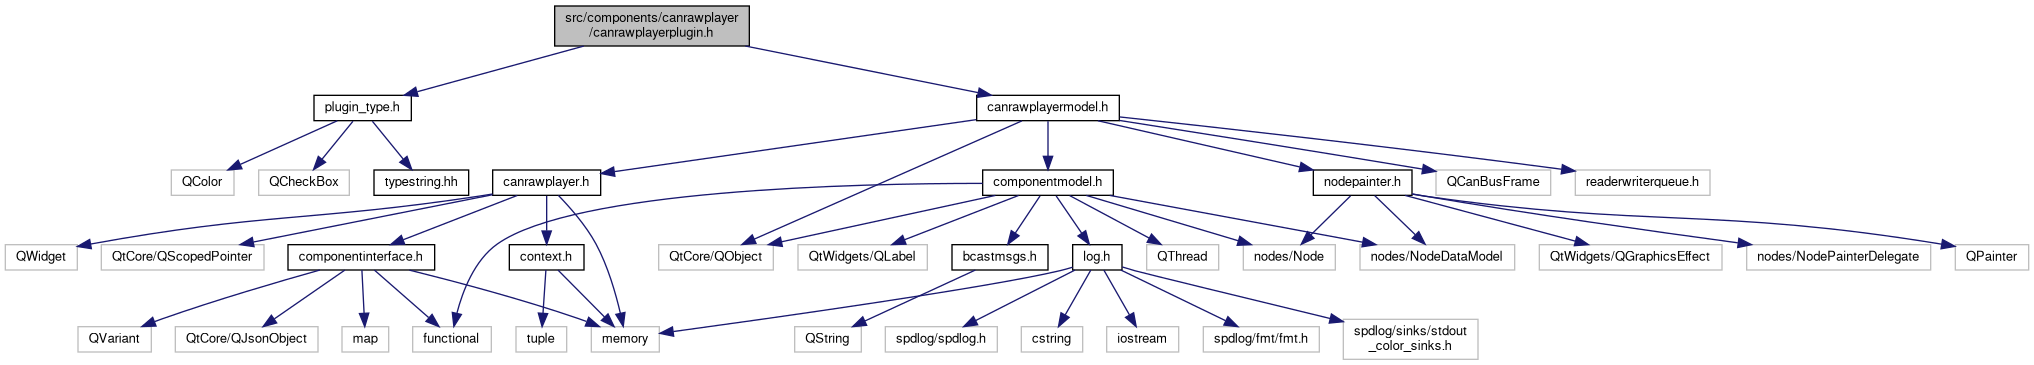 src/components/canrawplayer
/canrawplayerplugin.h
plugin_type.h
canrawplayermodel.h
QColor
QCheckBox
typestring.hh
canrawplayer.h
componentmodel.h
nodepainter.h
QCanBusFrame
readerwriterqueue.h
QWidget
QtCore/QScopedPointer
componentinterface.h
context.h
QtCore/QObject
QtWidgets/QLabel
bcastmsgs.h
log.h
QThread
nodes/Node
nodes/NodeDataModel
QtWidgets/QGraphicsEffect
nodes/NodePainterDelegate
QPainter
QVariant
QtCore/QJsonObject
map
functional
tuple
memory
QString
spdlog/spdlog.h
cstring
iostream
spdlog/fmt/fmt.h
spdlog/sinks/stdout
_color_sinks.h